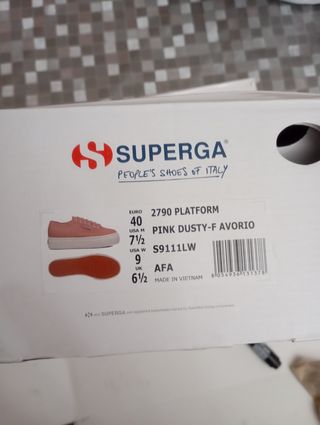 SUPERGA®
PEOPLE'S SHOES OF ITALY
EURO
40
USA M
7½
USA W
9
UK
6½
2790 PLATFORM
PINK DUSTY-F AVORIO
S9111LW
AFA
MADE IN VIETNAM
8054936131378